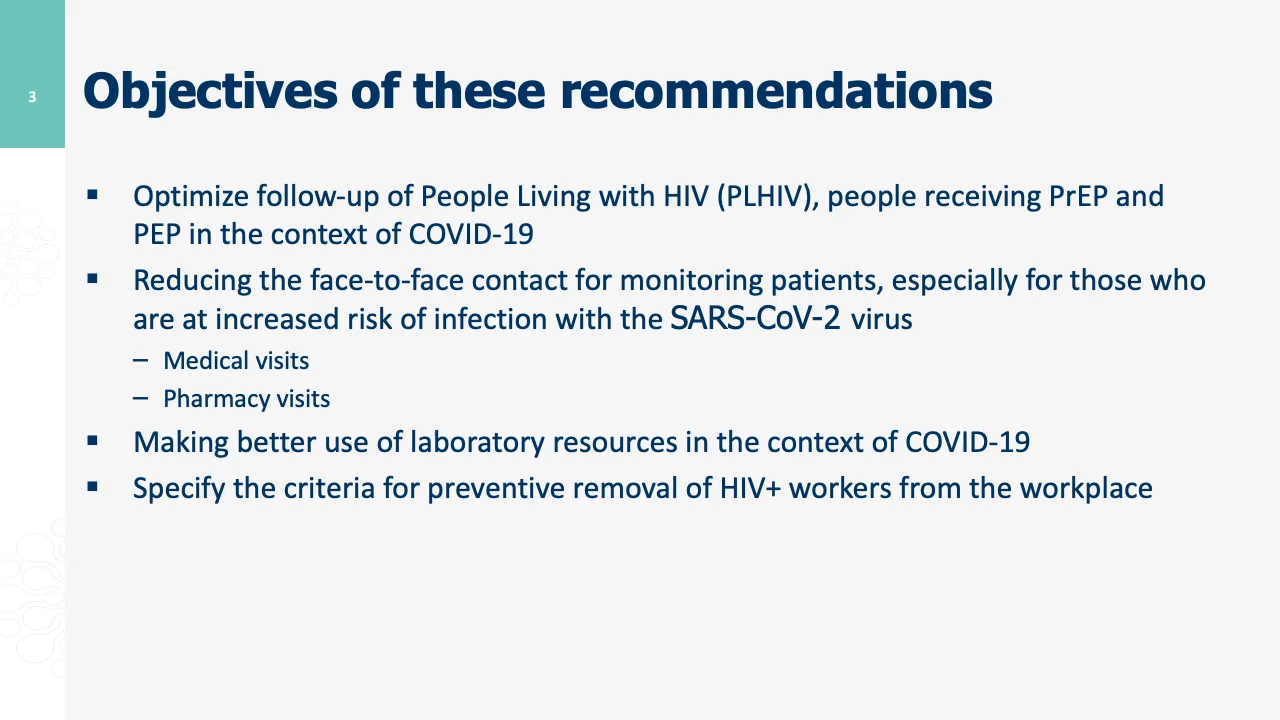 3
Objectives of these recommendations
▪ Optimize follow-up of People Living with HIV (PLHIV), people receiving PrEP and
PEP in the context of COVID-19
▪ Reducing the face-to-face contact for monitoring patients, especially for those who
are at increased risk of infection with the SARS-CoV-2 virus
– Medical visits
– Pharmacy visits
▪ Making better use of laboratory resources in the context of COVID-19
▪ Specify the criteria for preventive removal of HIV+ workers from the workplace